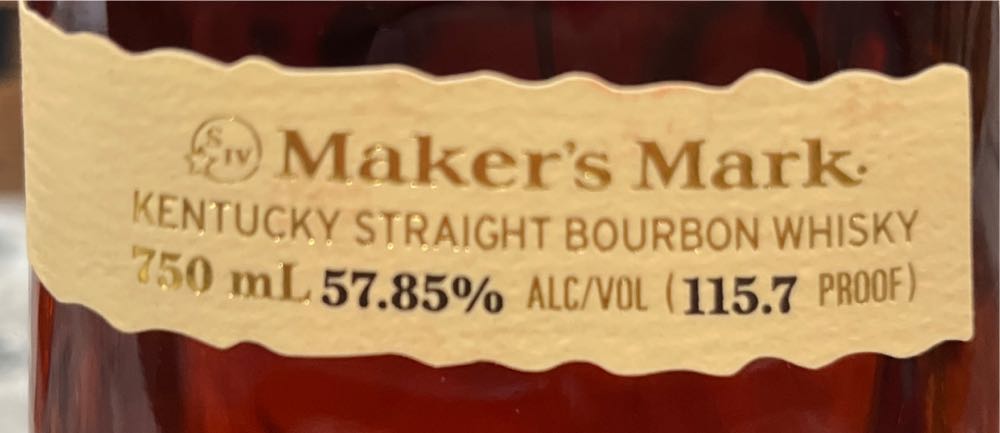 S IV Maker's Mark.
KENTUCKY STRAIGHT BOURBON WHISKY
750 mL 57.85% ALC/VOL (115.7 PROOF)